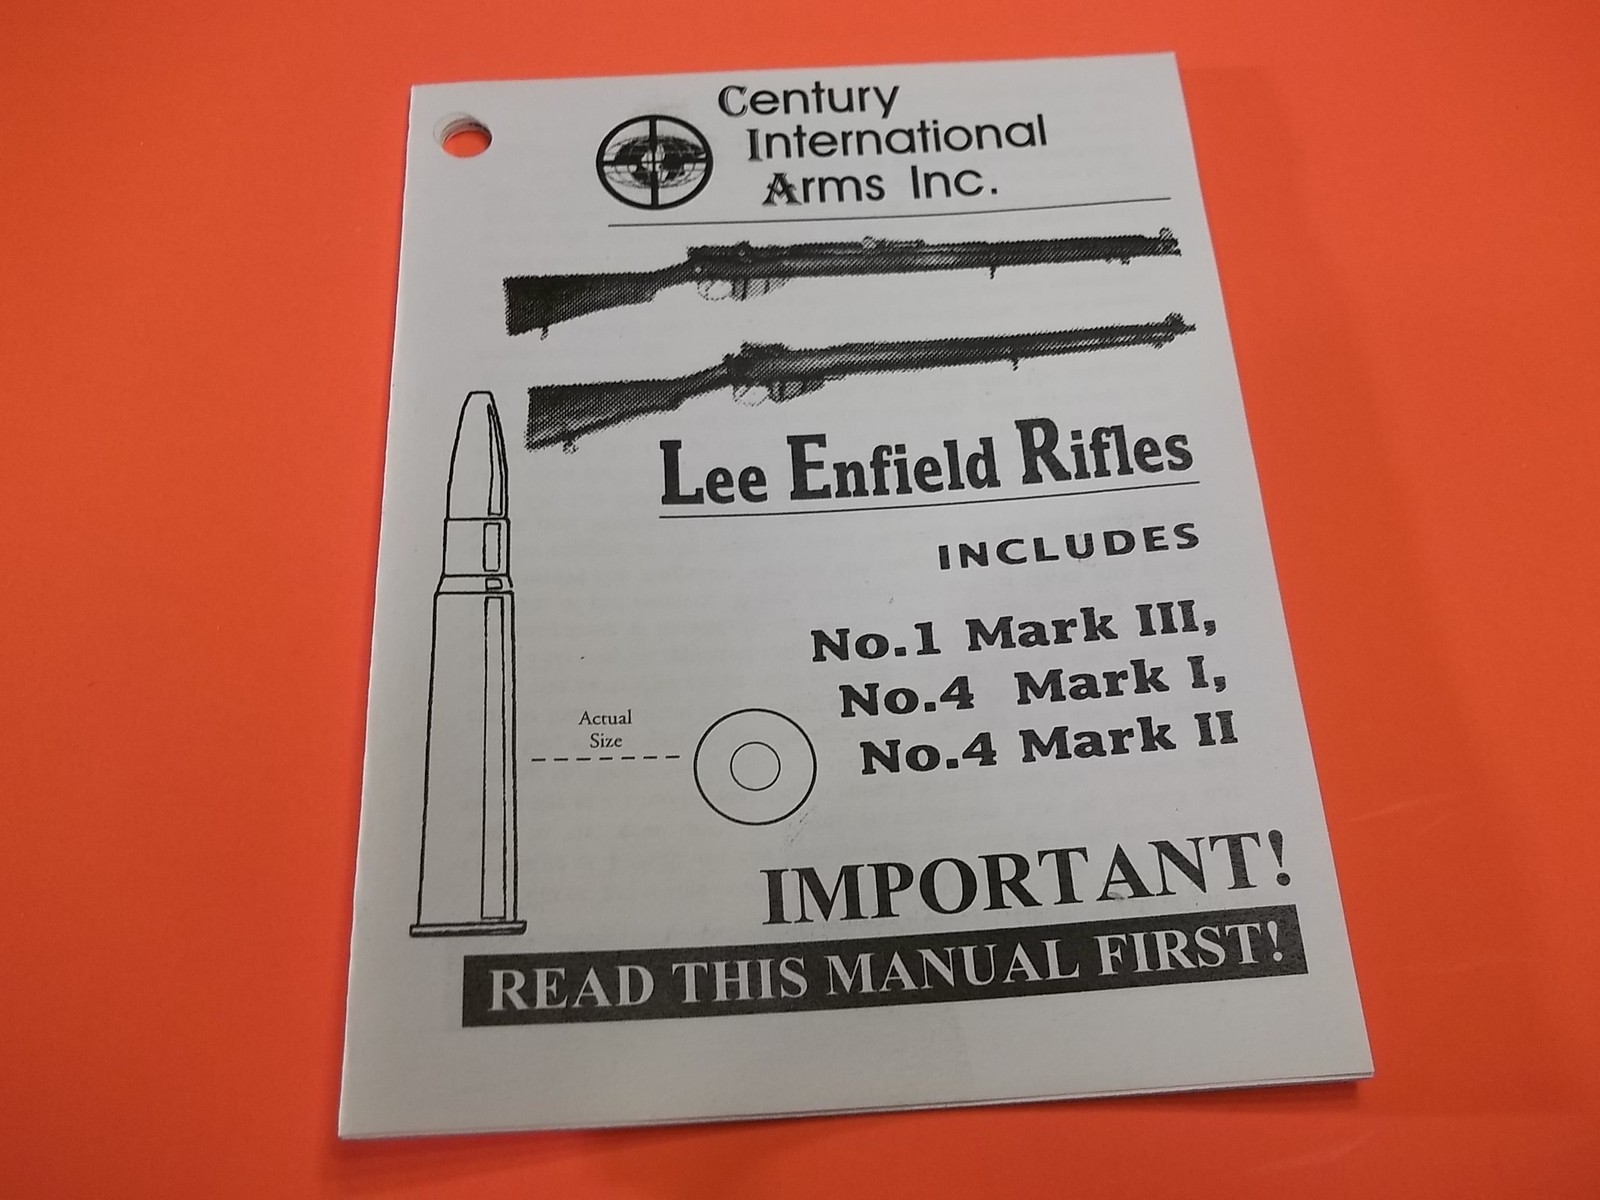 Century
International
Arms Inc.
Lee Enfield Rifles
INCLUDES
No.1 Mark III,
No.4 Mark I,
No.4 Mark II
Actual
Size
IMPORTANT!
READ THIS MANUAL FIRST!